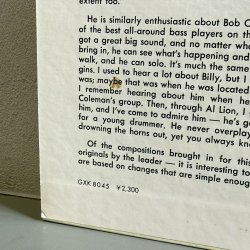 extent too.
He is similarly enthusiastic about Bob C
of the best all-around bass players on th
got a great big sound, and no matter wha
bring in, he can see what's happening and
walk, and he can solo. It's much the same
gins. I used to hear a lot about Billy, but I
was; maybe that was when he was located
I remember hearing about him when he
Coleman's group. Then, through Al Lion, I
him, and I've come to admire him — he's go
for a young drummer. He never overplay
drowning the horns out, yet you always kno
Of the compositions brought in for this
originals by the leader — it is interesting to
are based on changes that are simple enoug
GXK 8045 ¥2,300